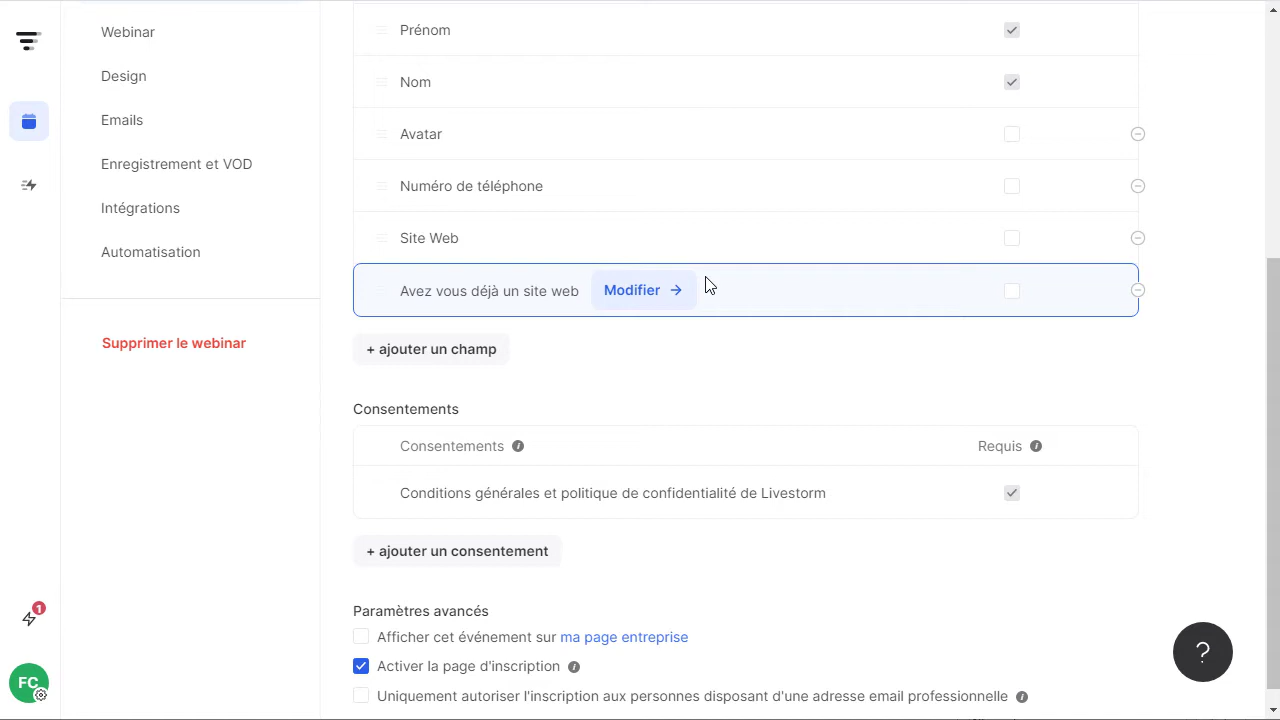 Webinar
Design
Emails
Enregistrement et VOD
Intégrations
Automatisation
Supprimer le webinar
1
FC
Prénom
Nom
Avatar
Numéro de téléphone
Site Web
Avez vous déjà un site web Modifier →
+ ajouter un champ
Consentements
Consentements i Requis i
Conditions générales et politique de confidentialité de Livestorm
+ ajouter un consentement
Paramètres avancés
Afficher cet événement sur ma page entreprise
Activer la page d'inscription i
Uniquement autoriser l'inscription aux personnes disposant d'une adresse email professionnelle i
?